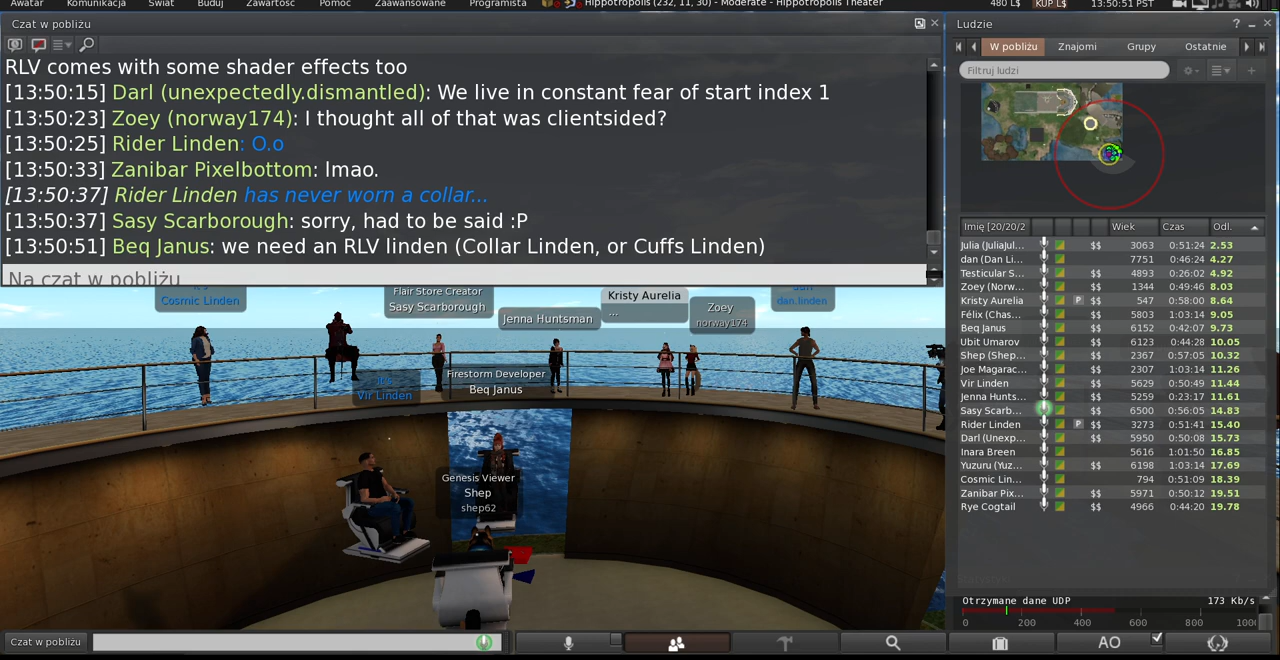 Awatar Komunikacja Świat Buduj Zawartość Pomoc Zaawansowane Programista Hippotropolis (232, 11, 30) - Moderate - Hippotropolis Theater 480 L$ KUP L$ 13:50:51 PST
Czat w pobliżu
RLV comes with some shader effects too
[13:50:15] Darl (unexpectedly.dismantled): We live in constant fear of start index 1
[13:50:23] Zoey (norway174): I thought all of that was clientsided?
[13:50:25] Rider Linden: O.o
[13:50:33] Zanibar Pixelbottom: lmao.
[13:50:37] Rider Linden has never worn a collar...
[13:50:37] Sasy Scarborough: sorry, had to be said :P
[13:50:51] Beq Janus: we need an RLV linden (Collar Linden, or Cuffs Linden)
Na czat w pobliżu
Cosmic Linden
Flair Store Creator
Sasy Scarborough
Jenna Huntsman
Kristy Aurelia
...
Zoey
norway174
dan.linden
Vir Linden
Firestorm Developer
Beq Janus
Genesis Viewer
Shep
shep62
Czat w pobliżu
AO
Ludzie
W pobliżu Znajomi Grupy Ostatnie
Filtruj ludzi
Imię [20/20/2 Wiek Czas Odl.
Julia (JuliaJul... $$ 3063 0:51:24 2.53
dan (Dan Li... 7751 0:46:24 4.27
Testicular S... $$ 4893 0:26:02 4.92
Zoey (Norw... $$ 1344 0:49:46 8.03
Kristy Aurelia P $$ 547 0:58:00 8.64
Félix (Chas... $$ 5803 1:03:14 9.05
Beq Janus $$ 6152 0:42:07 9.73
Ubit Umarov $$ 6123 0:44:28 10.05
Shep (Shep... $$ 2367 0:57:05 10.32
Joe Magarac... $$ 2307 1:03:14 11.26
Vir Linden $$ 5629 0:50:49 11.44
Jenna Hunts... $$ 5259 0:23:17 11.61
Sasy Scarb... $$ 6500 0:56:05 14.83
Rider Linden P $$ 3273 0:51:41 15.40
Darl (Unexp... $$ 5950 0:50:08 15.73
Inara Breen 5616 1:01:50 16.85
Yuzuru (Yuz... $$ 6198 1:03:14 17.69
Cosmic Lin... 794 0:51:09 18.39
Zanibar Pix... $$ 5971 0:50:12 19.51
Rye Cogtail $$ 4966 0:44:20 19.78
Otrzymane dane UDP 173 Kb/s
0 200 400 600 800